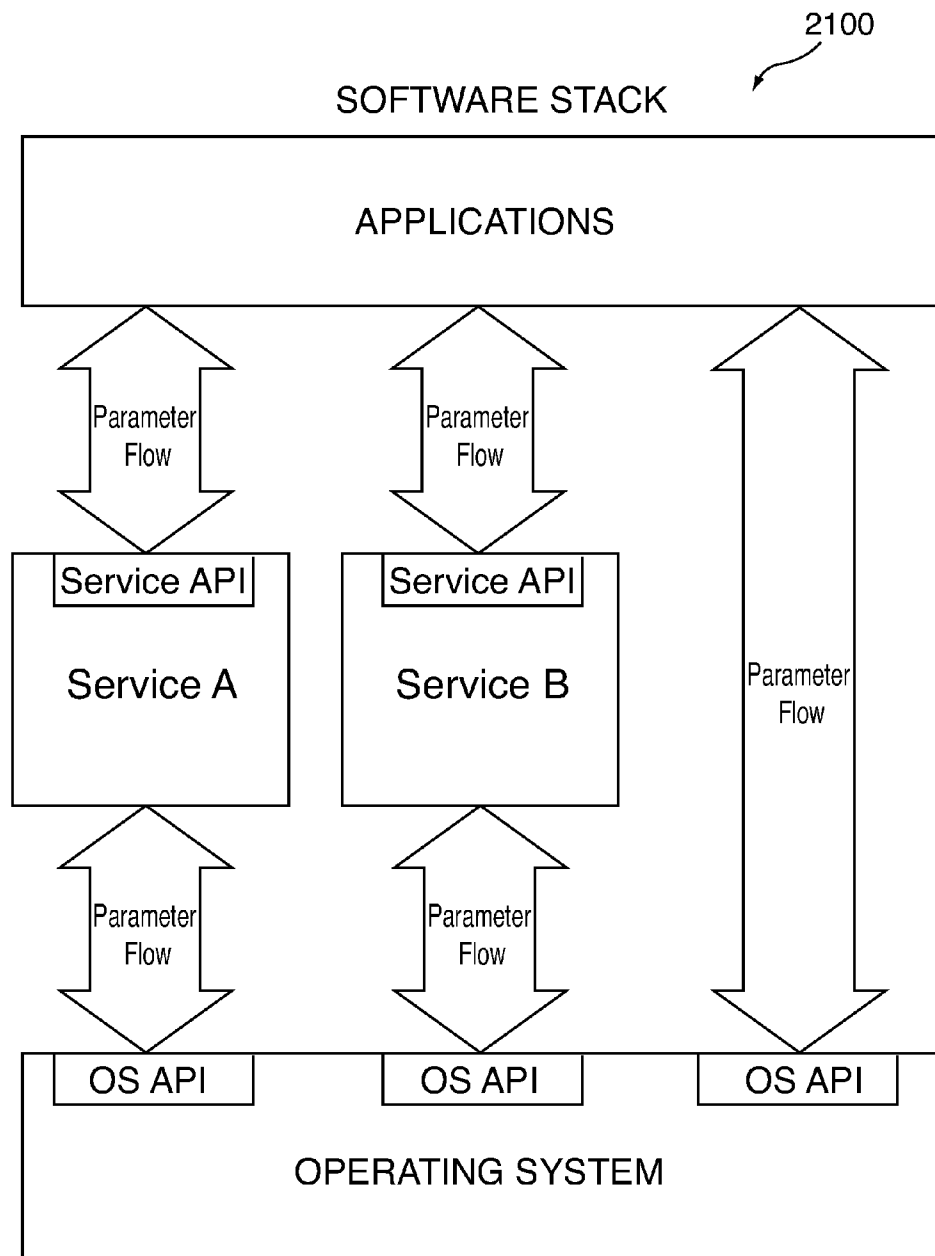 2100
SOFTWARE STACK
APPLICATIONS
Parameter
Flow
Parameter
Flow
Service API
Service API
Service A
Service B
Parameter
Flow
Parameter
Flow
Parameter
Flow
OS API
OS API
OS API
OPERATING SYSTEM